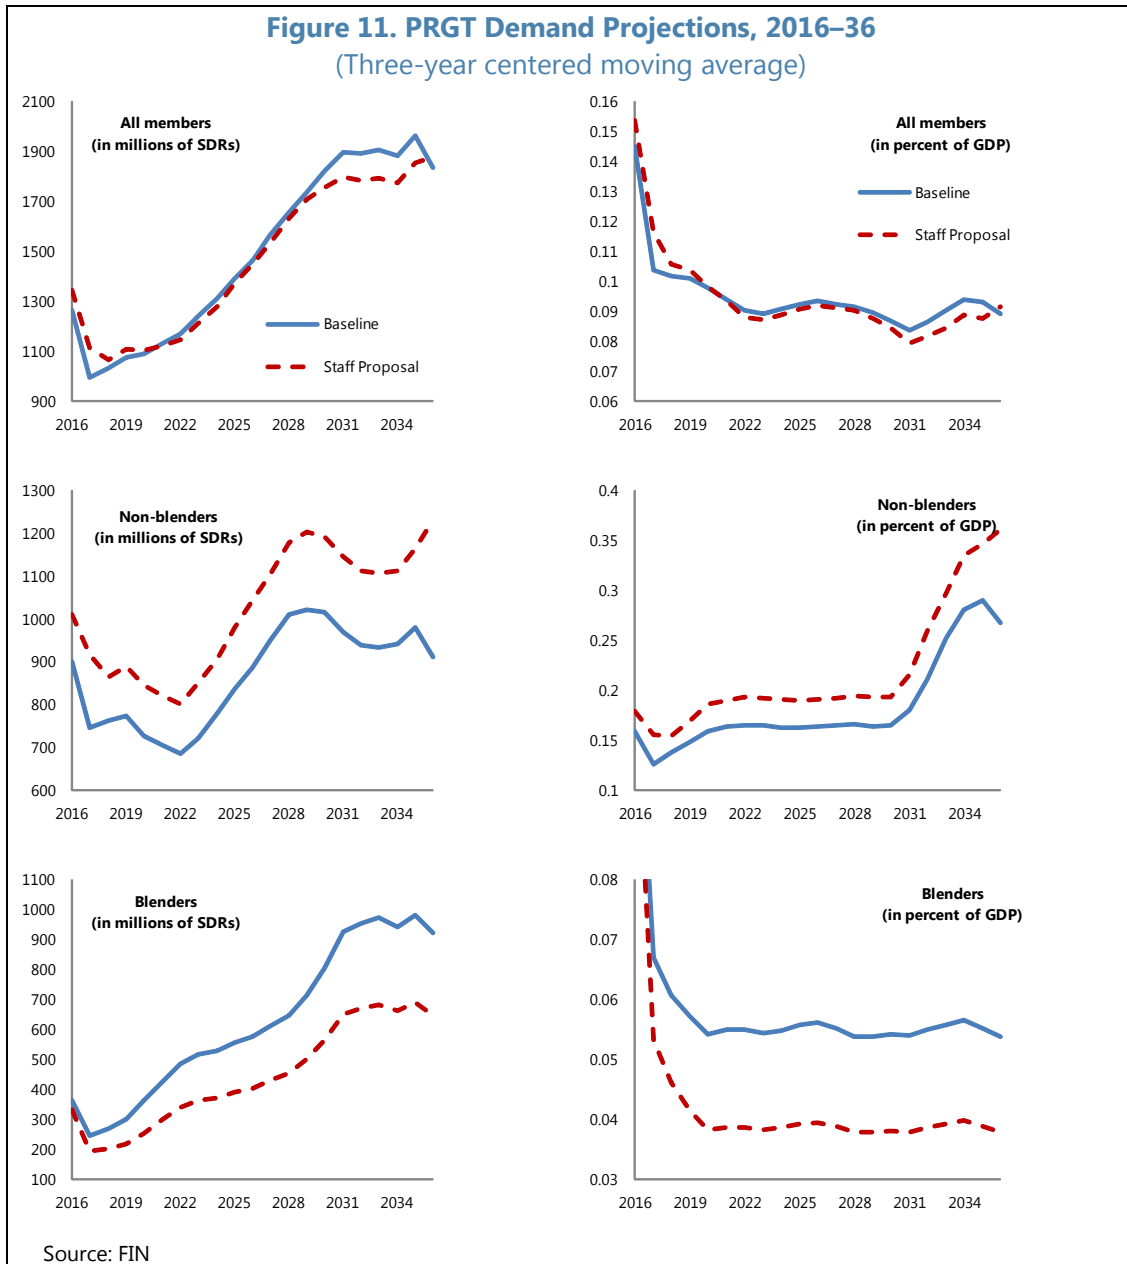 Figure 11. PRGT Demand Projections, 2016–36
(Three-year centered moving average)
All members
(in millions of SDRs)
2100
1900
1700
1500
1300
1100
900
Baseline
Staff Proposal
2016 2019 2022 2025 2028 2031 2034
All members
(in percent of GDP)
0.16
0.15
0.14
0.13
0.12
0.11
0.1
0.09
0.08
0.07
0.06
Baseline
Staff Proposal
2016 2019 2022 2025 2028 2031 2034
Non-blenders
(in millions of SDRs)
1300
1200
1100
1000
900
800
700
600
2016 2019 2022 2025 2028 2031 2034
Non-blenders
(in percent of GDP)
0.4
0.35
0.3
0.25
0.2
0.15
0.1
2016 2019 2022 2025 2028 2031 2034
Blenders
(in millions of SDRs)
1100
1000
900
800
700
600
500
400
300
200
100
2016 2019 2022 2025 2028 2031 2034
Blenders
(in percent of GDP)
0.08
0.07
0.06
0.05
0.04
0.03
2016 2019 2022 2025 2028 2031 2034
Source: FIN